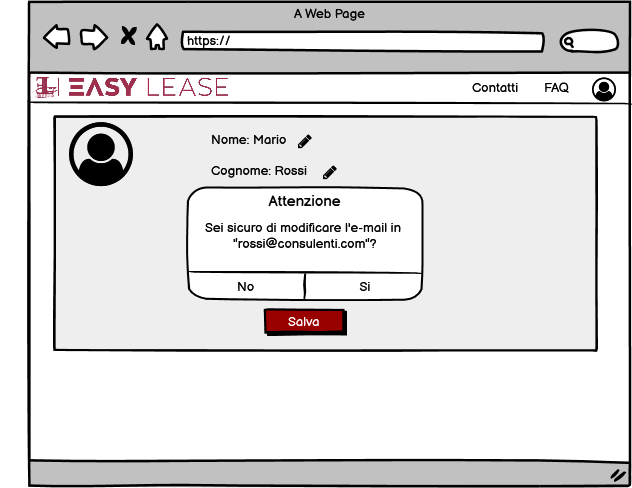 A Web Page
https://
EASY LEASE
Contatti
FAQ
Nome: Mario
Cognome: Rossi
Attenzione
Sei sicuro di modificare l'e-mail in
"rossi@consulenti.com"?
No
Si
Salva